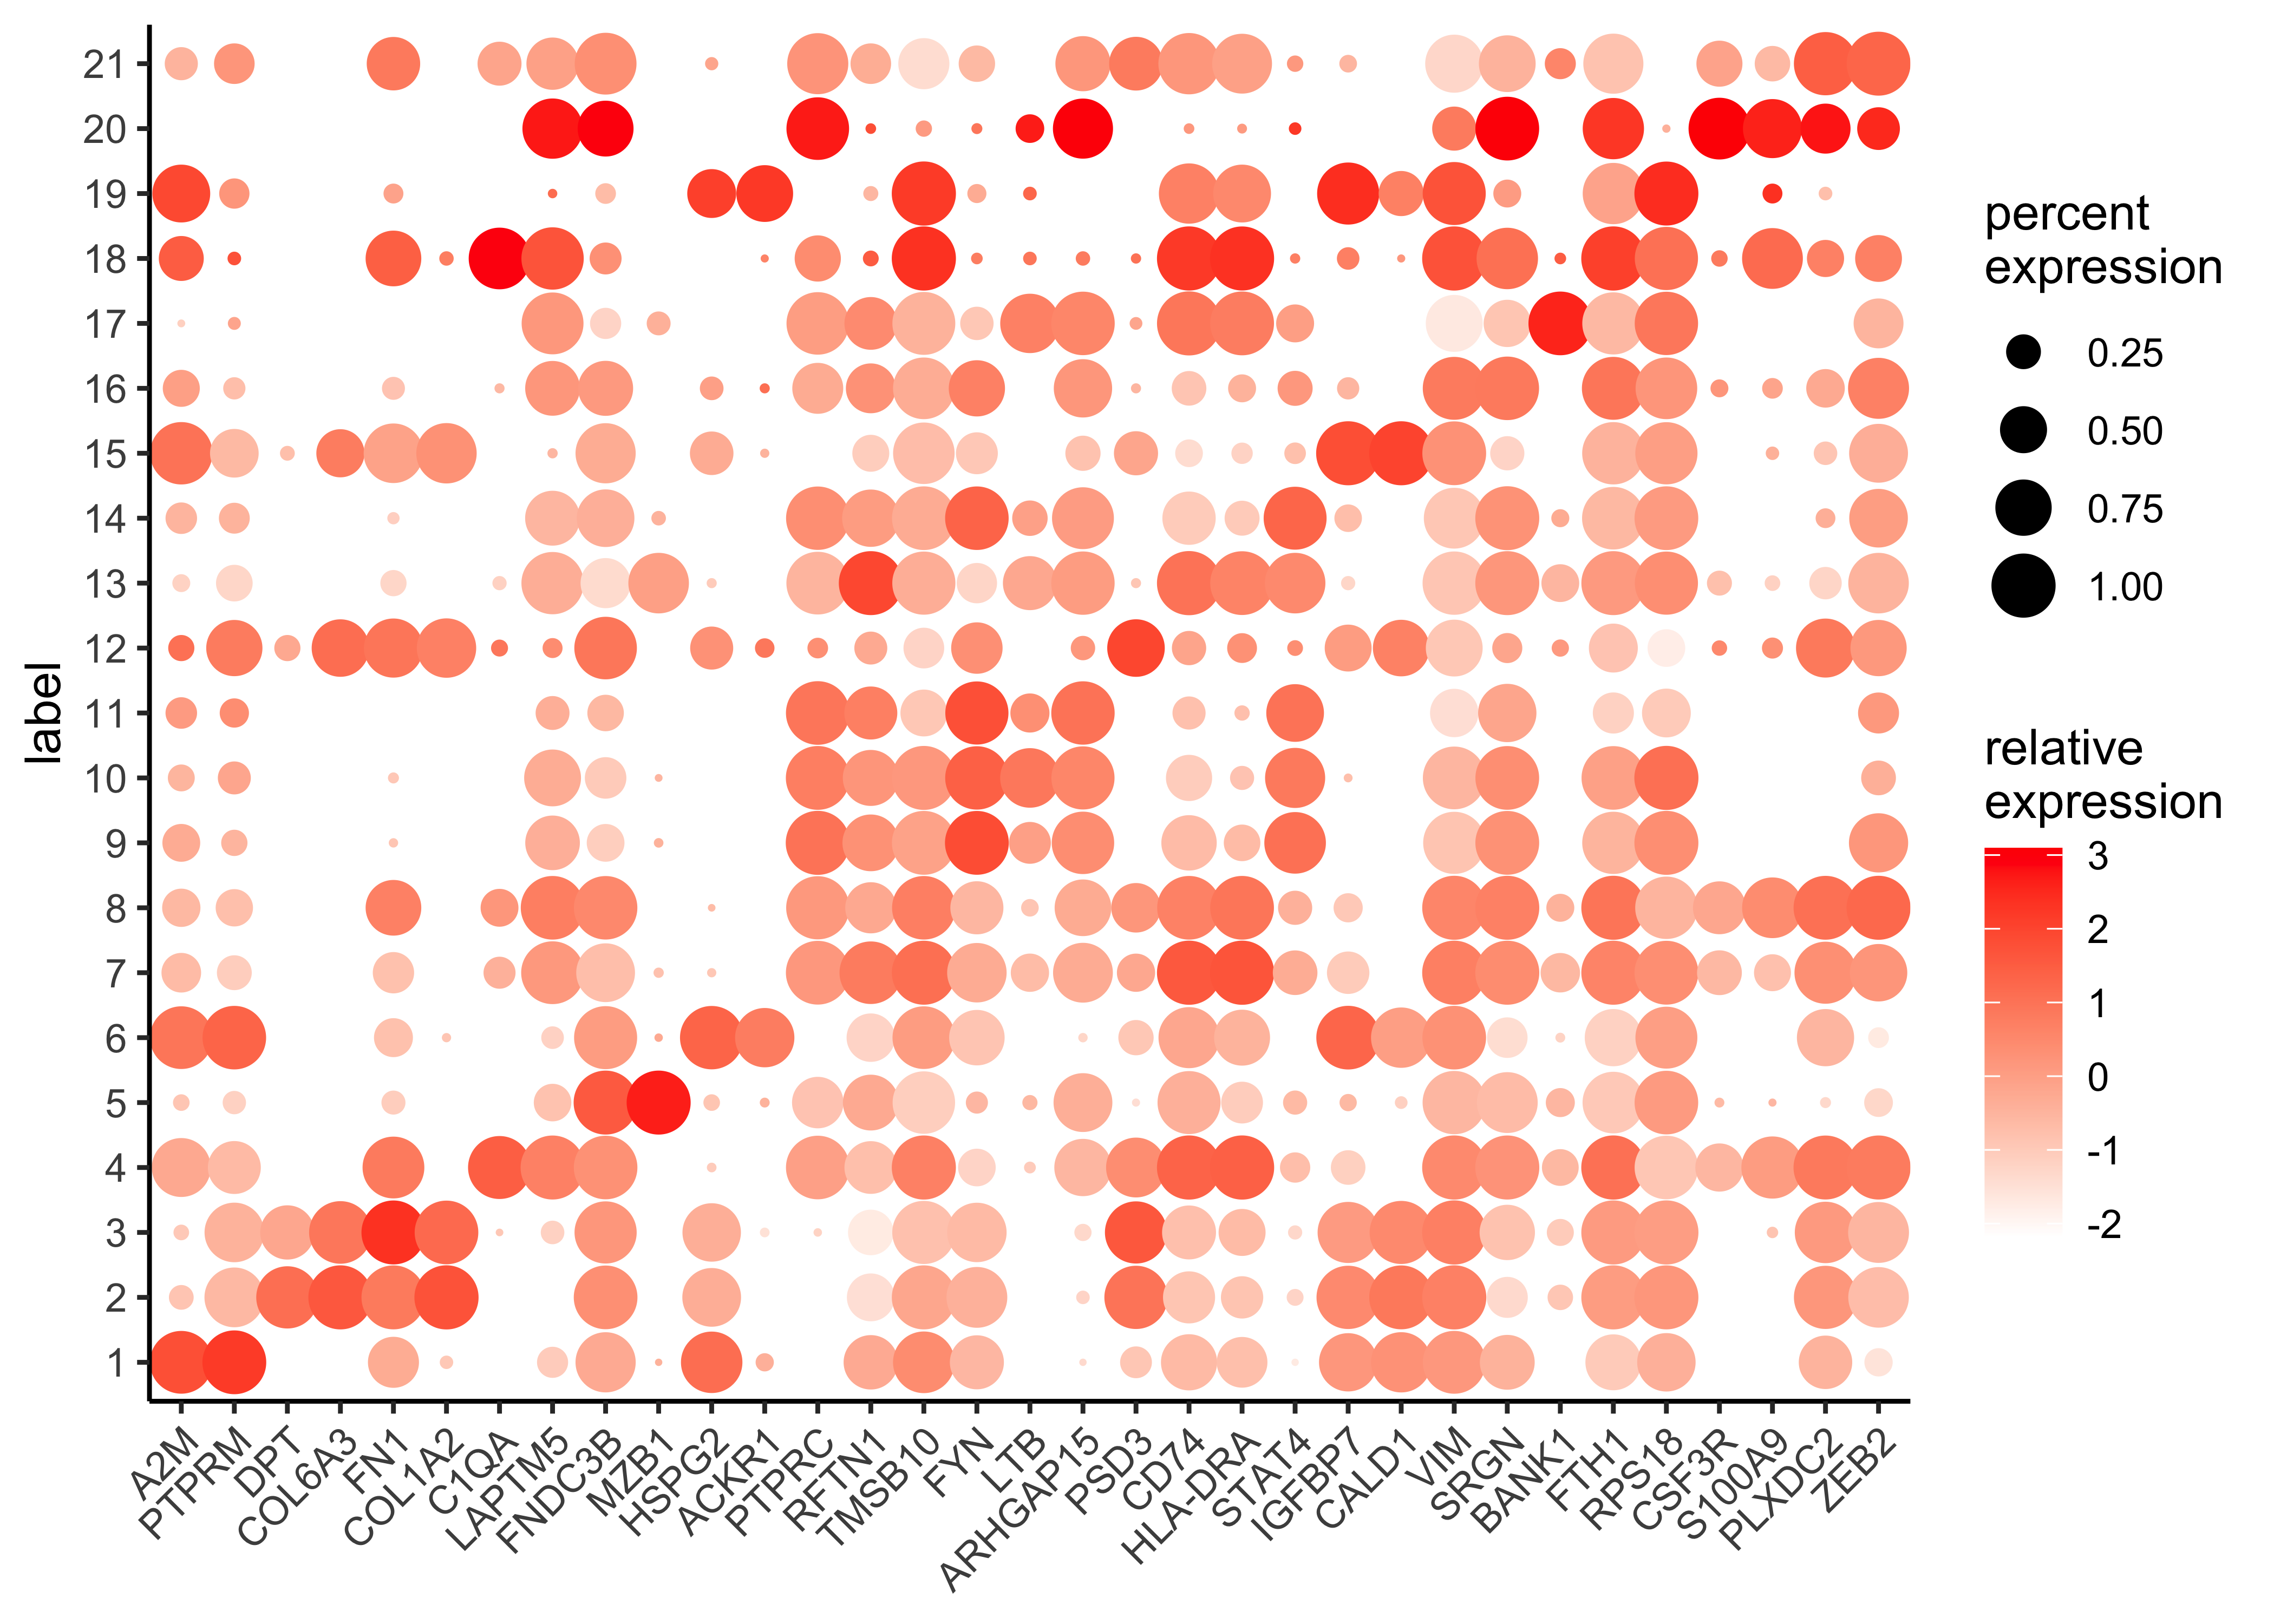 label
21
20
19
18
17
16
15
14
13
12
11
10
9
8
7
6
5
4
3
2
1
A2M
PTPRM
DPT
COL6A3
FN1
COL1A2
C1QA
LAPTM5
FNDC3B
MZB1
HSPG2
ACKR1
PTPRC
RFTN1
TMSB10
FYN
LTB
ARHGAP15
PSD3
CD74
HLA-DRA
STAT4
IGFBP7
CALD1
VIM
SRGN
BANK1
FTH1
RPS18
CSF3R
S100A9
PLXDC2
ZEB2
percent
expression
0.25
0.50
0.75
1.00
relative
expression
3
2
1
0
-1
-2